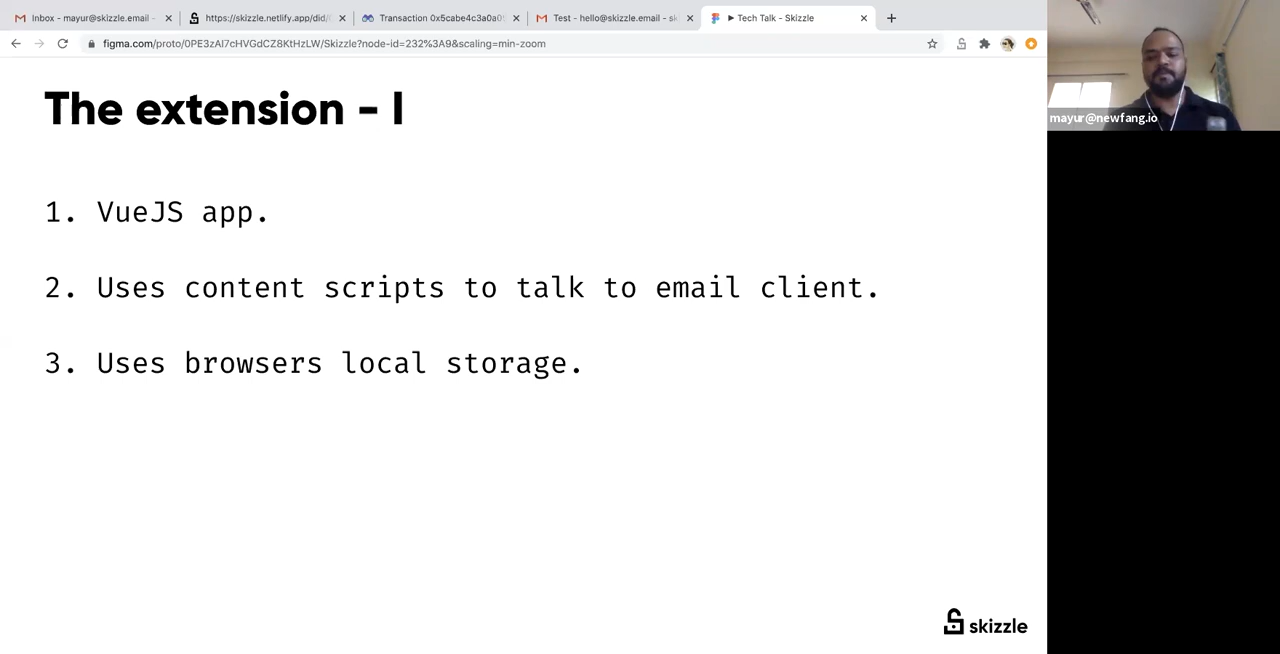 Inbox - mayur@skizzle.email -
https://skizzle.netlify.app/did/
Transaction 0x5cabe4c3a0a0
Test - hello@skizzle.email - sk
Tech Talk - Skizzle
figma.com/proto/0PE3zAl7cHVGdCZ8KtHzLW/Skizzle?node-id=232%3A9&scaling=min-zoom
mayur@newfang.io
The extension - I
1. VueJS app.
2. Uses content scripts to talk to email client.
3. Uses browsers local storage.
skizzle